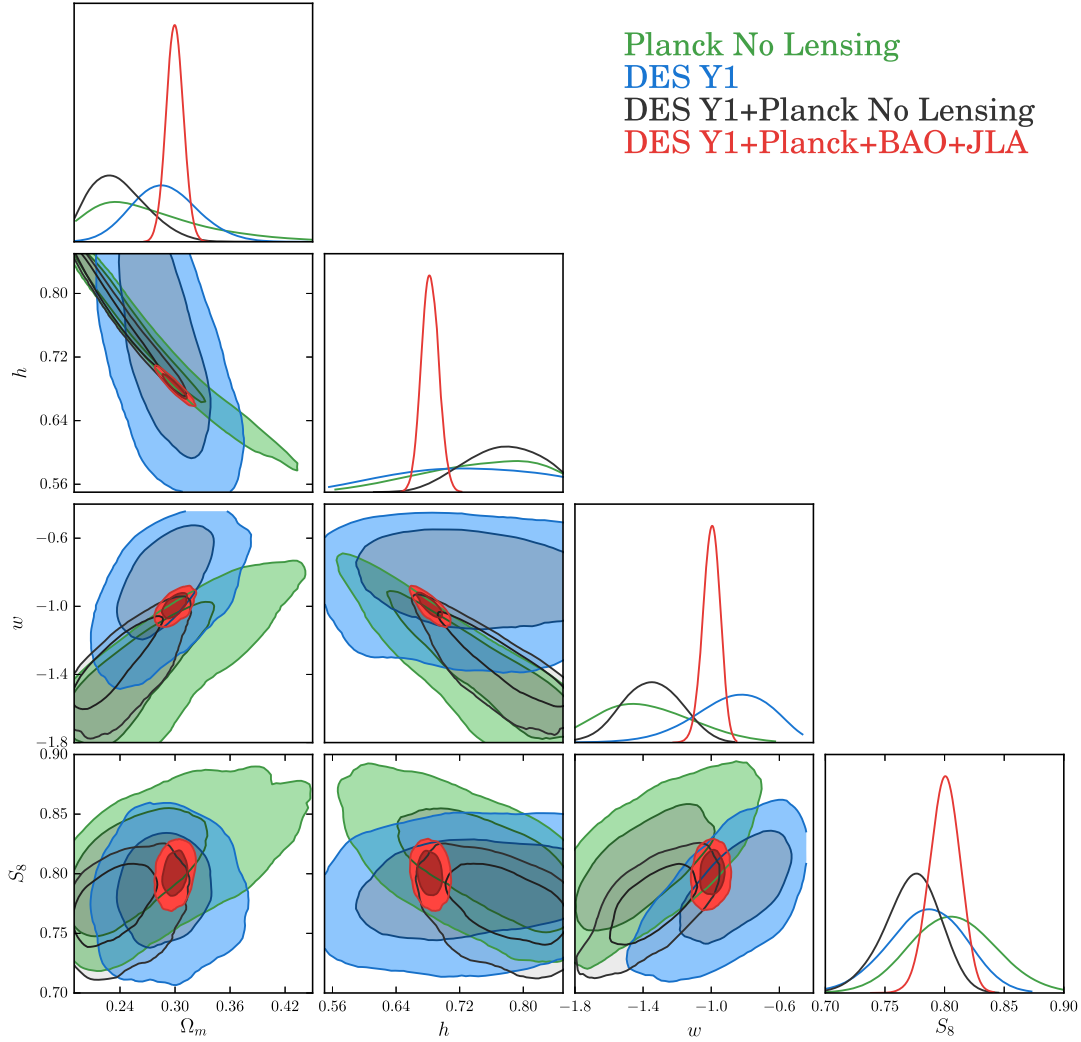 Planck No Lensing
DES Y1
DES Y1+Planck No Lensing
DES Y1+Planck+BAO+JLA
0.80
0.72
0.64
0.56
h
−0.6
−1.0
−1.4
−1.8
w
0.90
0.85
0.80
0.75
0.70
S₈
0.24 0.30 0.36 0.42
Ωₘ
0.56 0.64 0.72 0.80
h
−1.8 −1.4 −1.0 −0.6
w
0.70 0.75 0.80 0.85 0.90
S₈